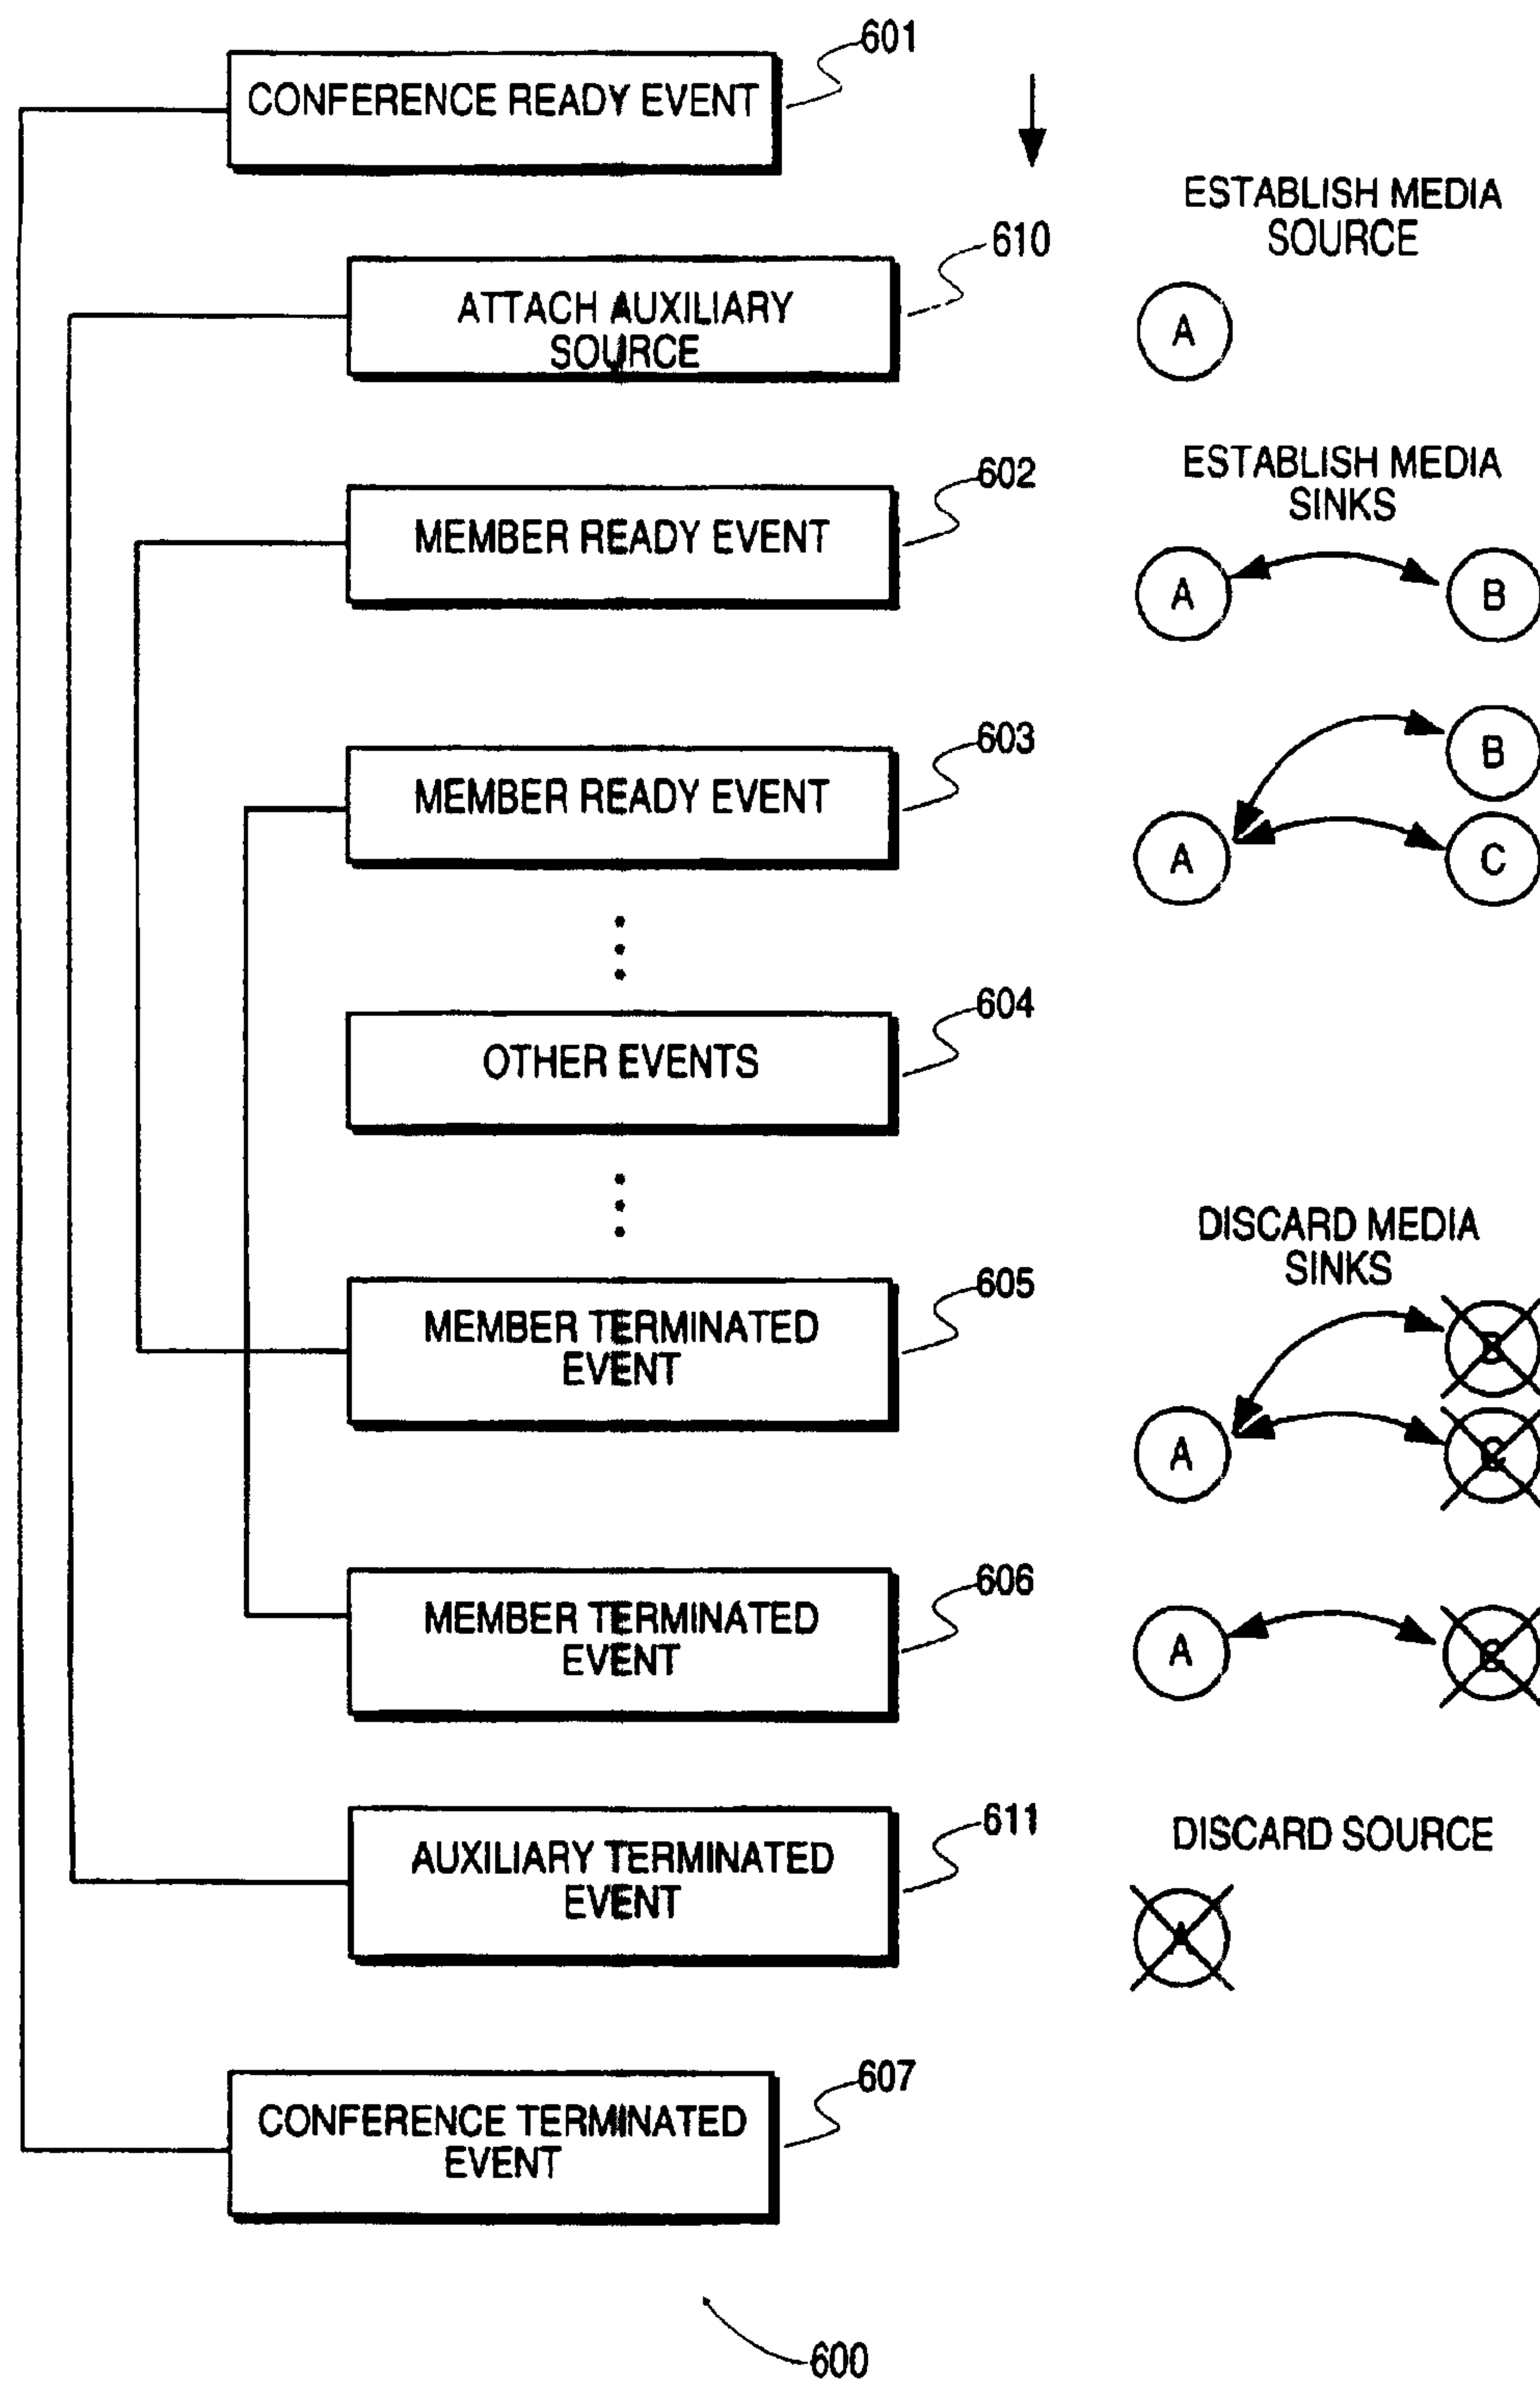 601
CONFERENCE READY EVENT
ESTABLISH MEDIA
SOURCE
610
ATTACH AUXILIARY
SOURCE
A
602
MEMBER READY EVENT
ESTABLISH MEDIA
SINKS
A
B
603
MEMBER READY EVENT
B
A
C
604
OTHER EVENTS
DISCARD MEDIA
SINKS
605
MEMBER TERMINATED
EVENT
B
A
C
606
MEMBER TERMINATED
EVENT
A
C
611
AUXILIARY TERMINATED
EVENT
DISCARD SOURCE
A
607
CONFERENCE TERMINATED
EVENT
600